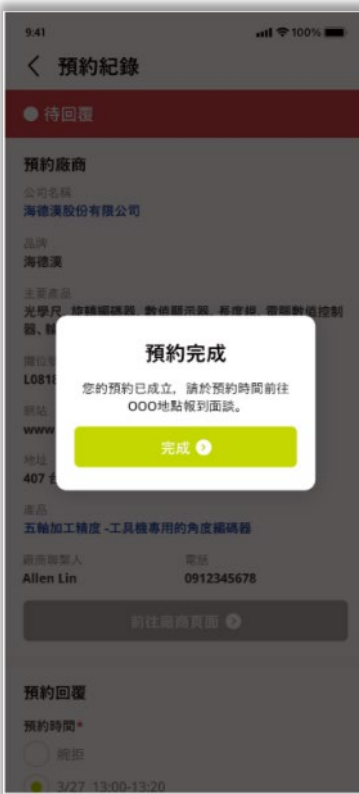 9:41
100%
預約紀錄
待回覆
預約廠商
公司名稱
海德漢股份有限公司
品牌
海德漢
主要產品
光學尺、旋轉編碼器、數值顯示器、長度規、電腦數值控制
器、
預約完成
您的預約已成立，請於預約時間前往
OOO地點報到面談。
完成
攤位
L0818
網站
www
地址
407
產品
五軸加工精度 -工具機專用的角度編碼器
廠商聯繫人 電話
Allen Lin 0912345678
前往廠商頁面
預約回覆
預約時間*
婉拒
3/27 13:00-13:20